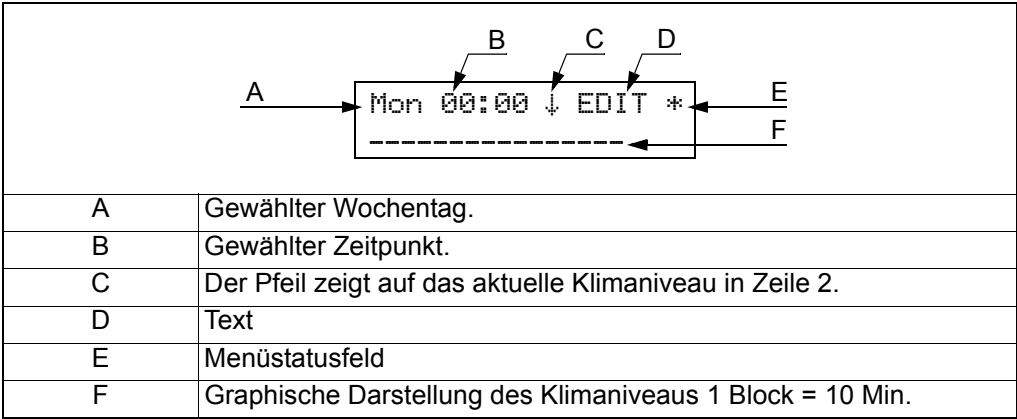 B C D
A Mon 00:00 ↓ EDIT * E
---------------- F
A Gewählter Wochentag.
B Gewählter Zeitpunkt.
C Der Pfeil zeigt auf das aktuelle Klimaniveau in Zeile 2.
D Text
E Menüstatusfeld
F Graphische Darstellung des Klimaniveaus 1 Block = 10 Min.